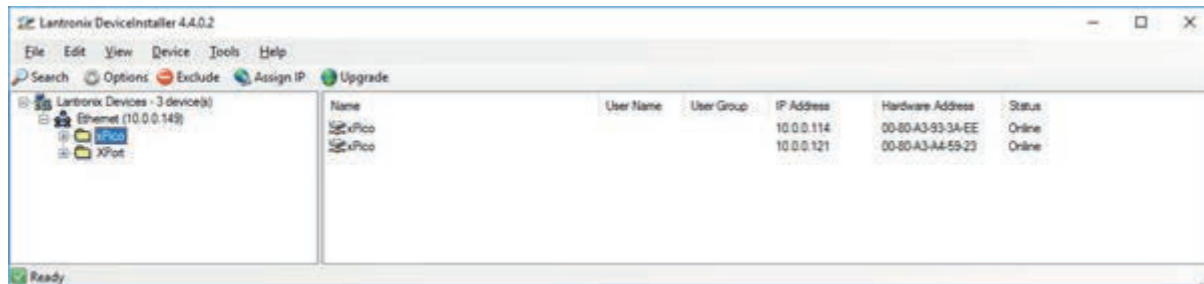 Lantronix DeviceInstaller 4.4.0.2
File Edit View Device Tools Help
Search Options Exclude Assign IP Upgrade
Lantronix Devices - 3 device(s)
Ethernet (10.0.0.149)
xPico
XPort
Name User Name User Group IP Address Hardware Address Status
xPico 10.0.0.114 00-80-A3-93-3A-EE Online
xPico 10.0.0.121 00-80-A3-A4-59-23 Online
Ready